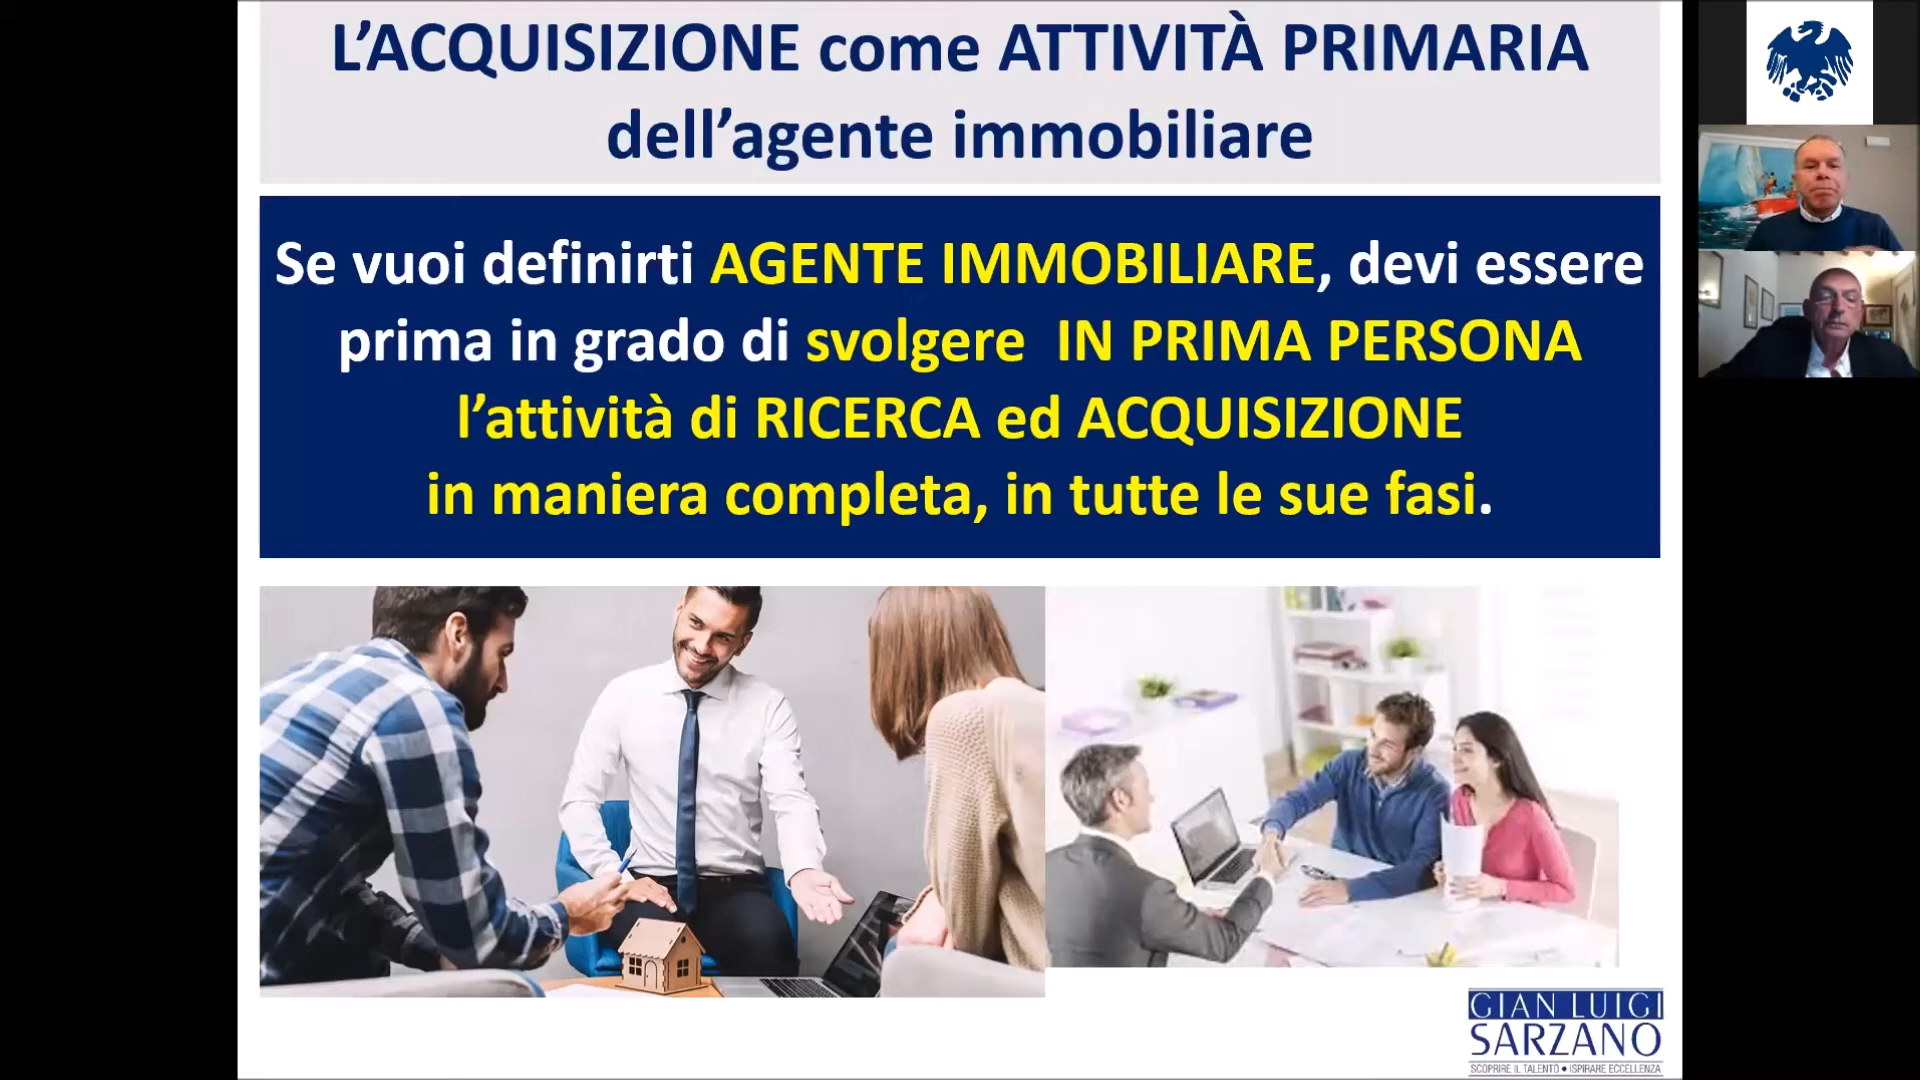 L’ACQUISIZIONE come ATTIVITÀ PRIMARIA
dell’agente immobiliare
Se vuoi definirti AGENTE IMMOBILIARE, devi essere
prima in grado di svolgere IN PRIMA PERSONA
l’attività di RICERCA ed ACQUISIZIONE
in maniera completa, in tutte le sue fasi.
GIAN LUIGI
SARZANO
SCOPRIRE IL TALENTO • ISPIRARE ECCELLENZA